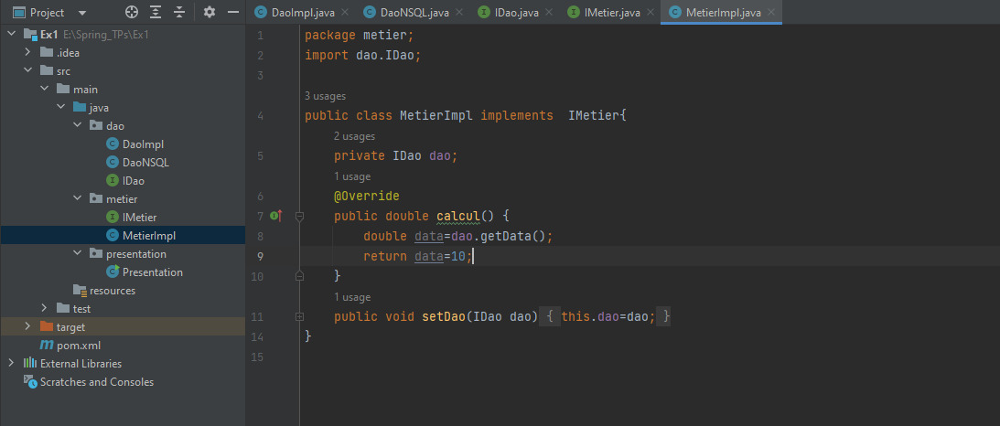 Project
DaoImpl.java
DaoNSQL.java
IDao.java
IMetier.java
MetierImpl.java
Ex1 E:\Spring_TPs\Ex1
.idea
src
main
java
dao
DaoImpl
DaoNSQL
IDao
metier
IMetier
MetierImpl
presentation
Presentation
resources
test
target
pom.xml
External Libraries
Scratches and Consoles
1 package metier;
2 import dao.IDao;
3
3 usages
4 public class MetierImpl implements  IMetier{
2 usages
5 private IDao dao;
1 usage
6 @Override
7 public double calcul() {
8 double data=dao.getData();
9 return data=10;
10 }
1 usage
11 public void setDao(IDao dao) { this.dao=dao; }
14 }
15